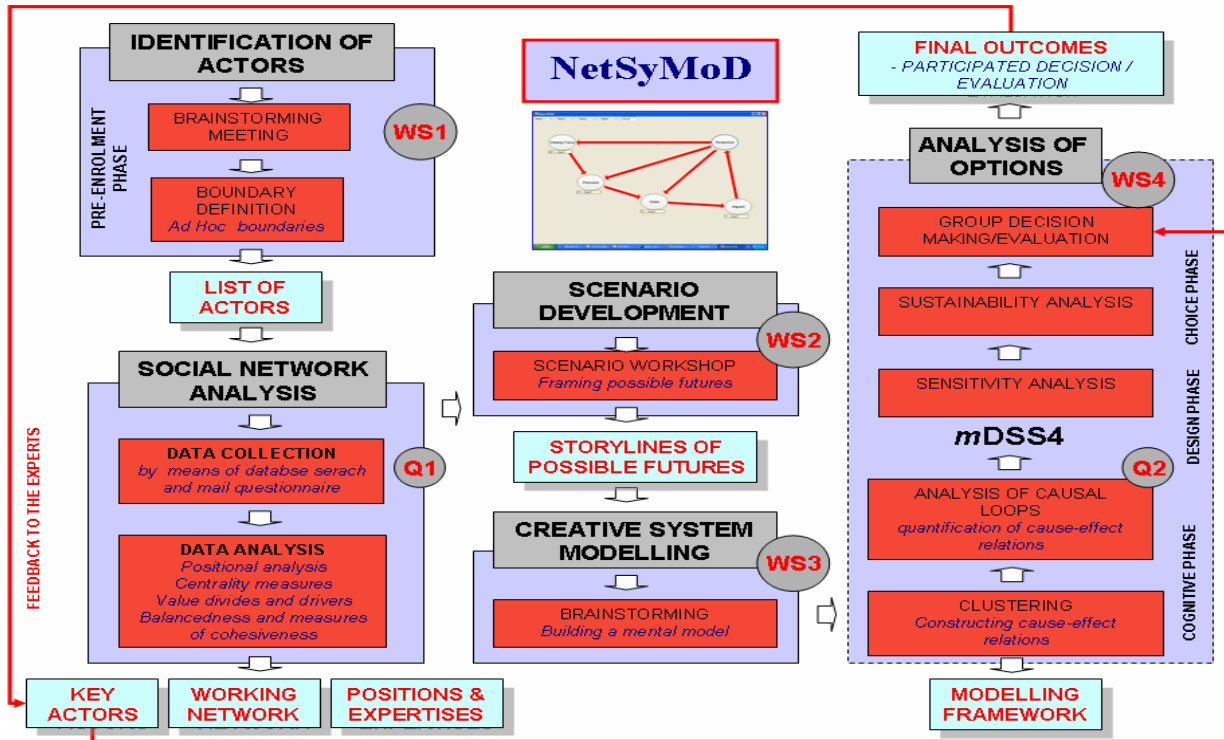 IDENTIFICATION OF
ACTORS
BRAINSTORMING
MEETING
BOUNDARY
DEFINITION
Ad Hoc boundaries
PRE-ENROLMENT
PHASE
WS1
LIST OF
ACTORS
SOCIAL NETWORK
ANALYSIS
DATA COLLECTION
by means of databse serach
and mail questionnaire
Q1
DATA ANALYSIS
Positional analysis
Centrality measures
Value divides and drivers
Balancedness and measures
of cohesiveness
FEEDBACK TO THE EXPERTS
KEY
ACTORS
WORKING
NETWORK
POSITIONS &
EXPERTISES
NetSyMoD
SCENARIO
DEVELOPMENT
WS2
SCENARIO WORKSHOP
Framing possible futures
STORYLINES OF
POSSIBLE FUTURES
CREATIVE SYSTEM
MODELLING
WS3
BRAINSTORMING
Building a mental model
FINAL OUTCOMES
- PARTICIPATED DECISION /
EVALUATION
ANALYSIS OF
OPTIONS
WS4
GROUP DECISION
MAKING/EVALUATION
SUSTAINABILITY ANALYSIS
SENSITIVITY ANALYSIS
mDSS4
Q2
ANALYSIS OF CAUSAL
LOOPS
quantification of cause-effect
relations
CLUSTERING
Constructing cause-effect
relations
CHOICE PHASE
DESIGN PHASE
COGNITIVE PHASE
MODELLING
FRAMEWORK